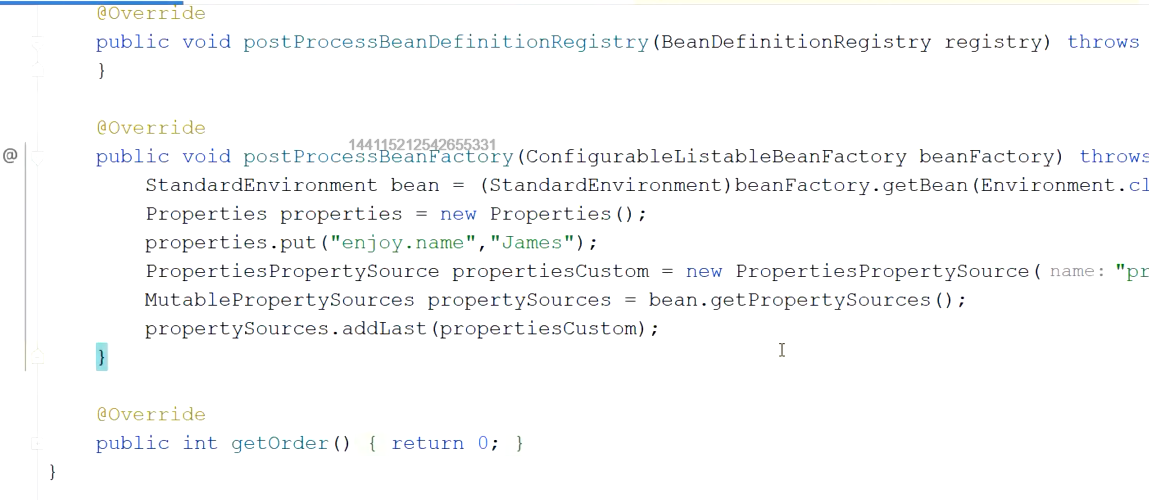 @Override
public void postProcessBeanDefinitionRegistry(BeanDefinitionRegistry registry) throws
}
@Override
144115212542655331
@
public void postProcessBeanFactory(ConfigurableListableBeanFactory beanFactory) throws
StandardEnvironment bean = (StandardEnvironment)beanFactory.getBean(Environment.cl
Properties properties = new Properties();
properties.put("enjoy.name","James");
PropertiesPropertySource propertiesCustom = new PropertiesPropertySource( name: "pr
MutablePropertySources propertySources = bean.getPropertySources();
propertySources.addLast(propertiesCustom);
}
@Override
public int getOrder() { return 0; }
}